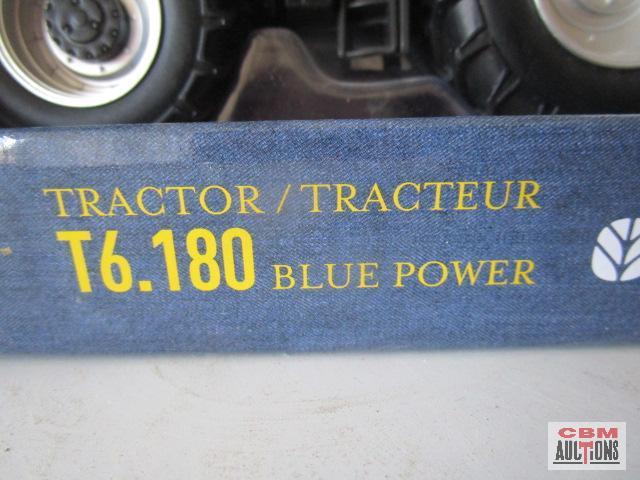 TRACTOR / TRACTEUR
T6.180 BLUE POWER
CBM
AUCTIONS